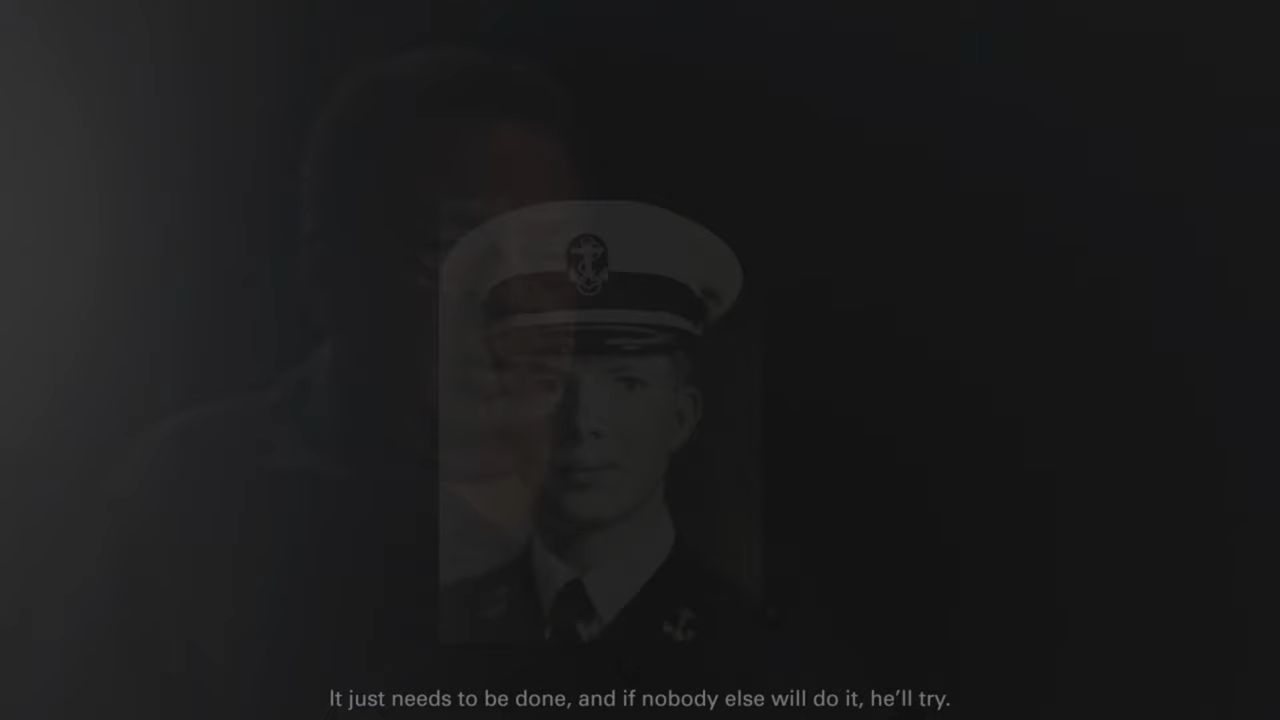 It just needs to be done, and if nobody else will do it, he’ll try.